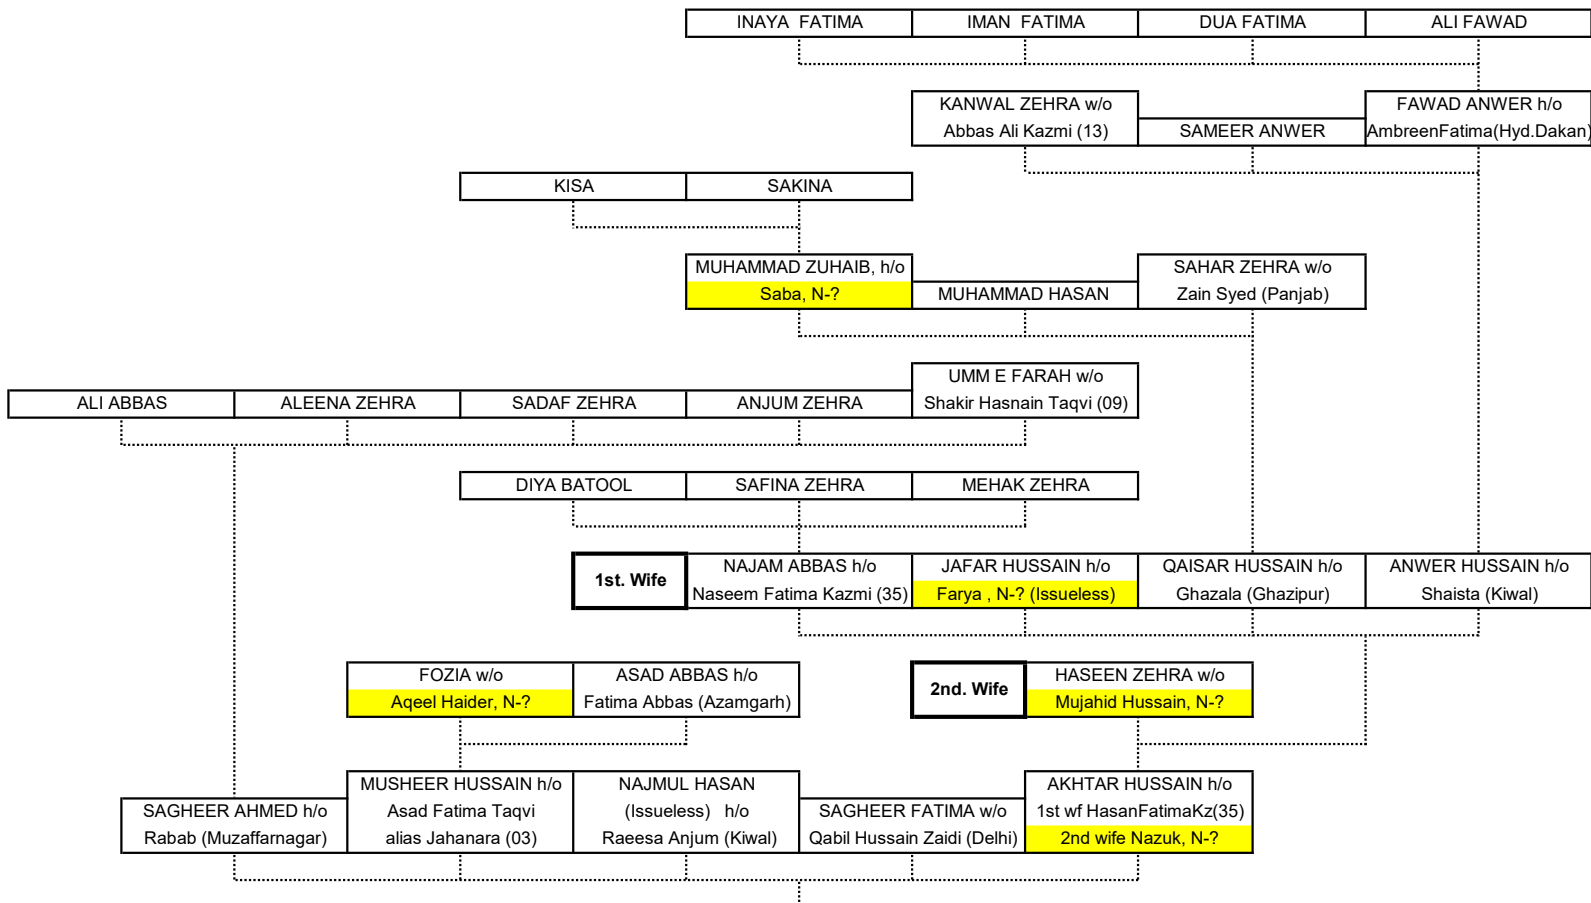 INAYA  FATIMA
IMAN  FATIMA
DUA FATIMA
ALI FAWAD
KANWAL ZEHRA w/o
Abbas Ali Kazmi (13)
SAMEER ANWER
FAWAD ANWER h/o
AmbreenFatima(Hyd.Dakan)
KISA
SAKINA
MUHAMMAD ZUHAIB, h/o
Saba, N-?
MUHAMMAD HASAN
SAHAR ZEHRA w/o
Zain Syed (Panjab)
ALI ABBAS
ALEENA ZEHRA
SADAF ZEHRA
ANJUM ZEHRA
UMM E FARAH w/o
Shakir Hasnain Taqvi (09)
DIYA BATOOL
SAFINA ZEHRA
MEHAK ZEHRA
1st. Wife
NAJAM ABBAS h/o
Naseem Fatima Kazmi (35)
JAFAR HUSSAIN h/o
Farya , N-? (Issueless)
QAISAR HUSSAIN h/o
Ghazala (Ghazipur)
ANWER HUSSAIN h/o
Shaista (Kiwal)
FOZIA w/o
Aqeel Haider, N-?
ASAD ABBAS h/o
Fatima Abbas (Azamgarh)
2nd. Wife
HASEEN ZEHRA w/o
Mujahid Hussain, N-?
SAGHEER AHMED h/o
Rabab (Muzaffarnagar)
MUSHEER HUSSAIN h/o
Asad Fatima Taqvi
alias Jahanara (03)
NAJMUL HASAN
(Issueless)   h/o
Raeesa Anjum (Kiwal)
SAGHEER FATIMA w/o
Qabil Hussain Zaidi (Delhi)
AKHTAR HUSSAIN h/o
1st wf HasanFatimaKz(35)
2nd wife Nazuk, N-?